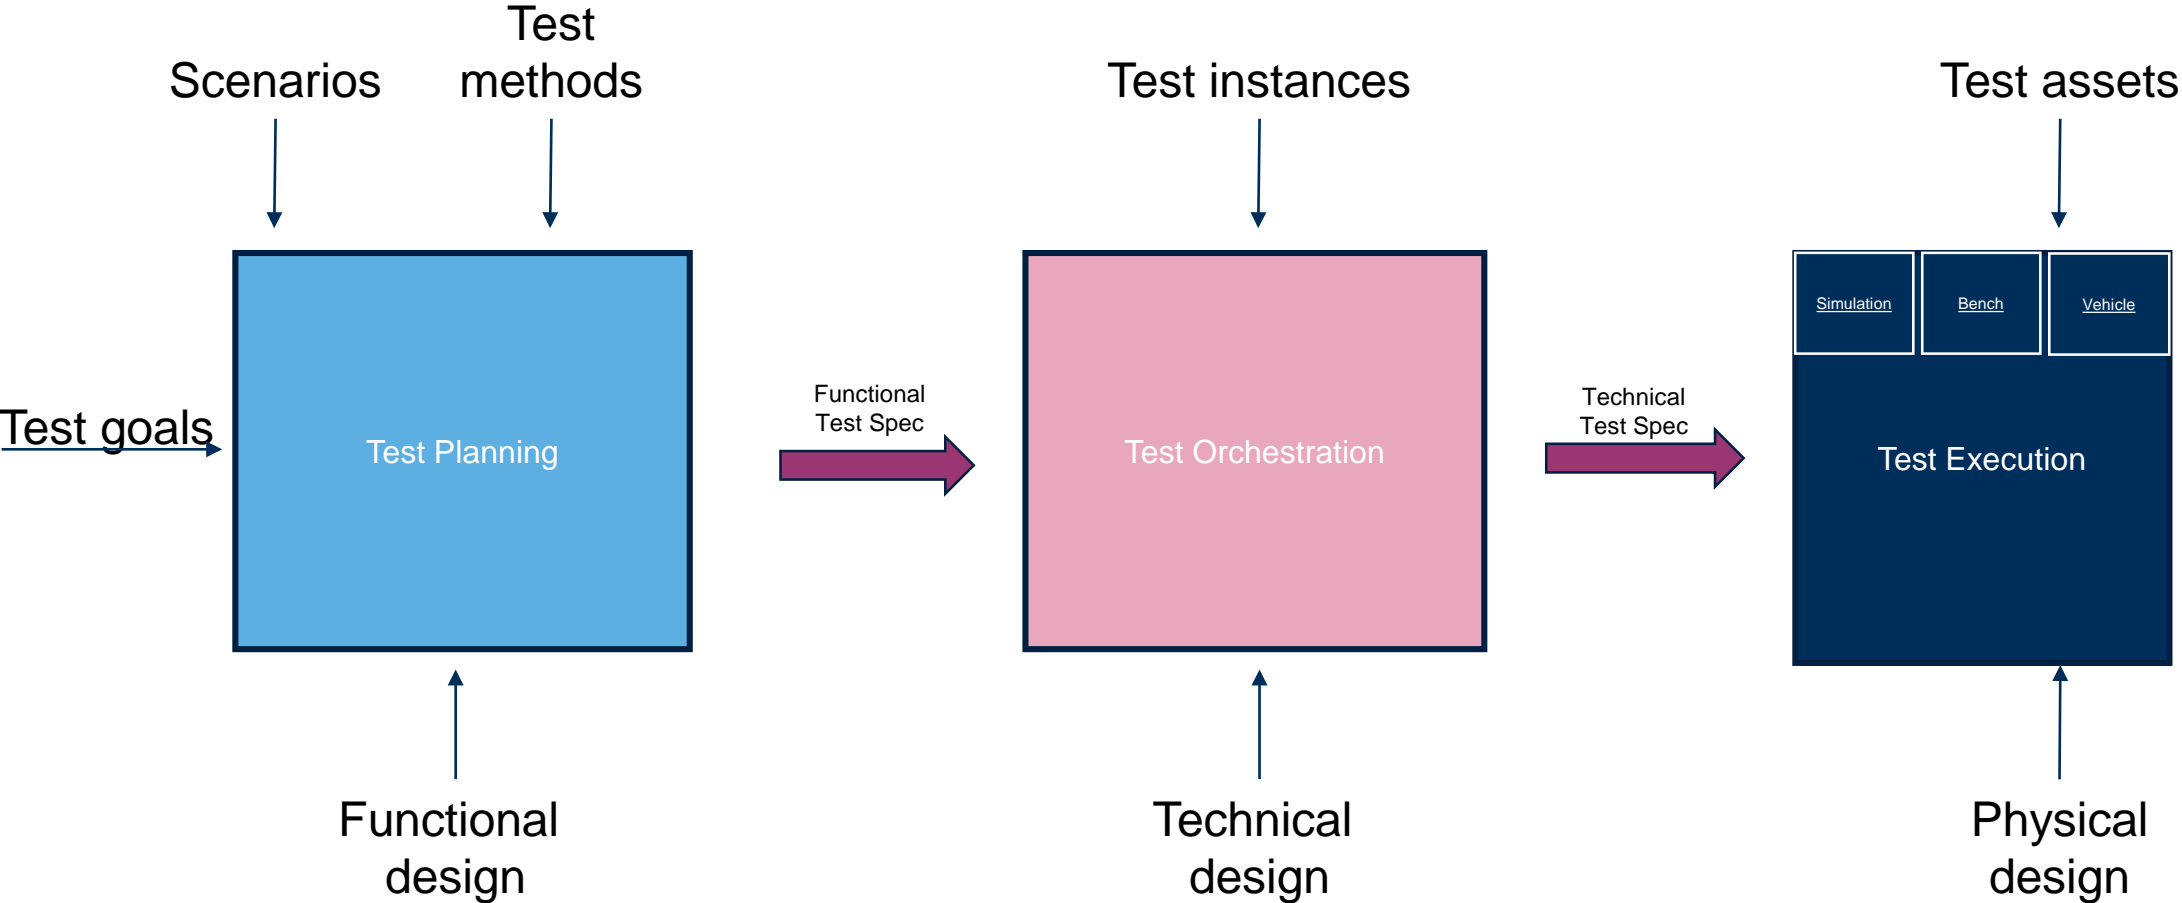 Test
Scenarios methods
Test instances
Test assets
Simulation
Bench
Vehicle
Test goals
Test Planning
Functional
Test Spec
Test Orchestration
Technical
Test Spec
Test Execution
Functional
design
Technical
design
Physical
design